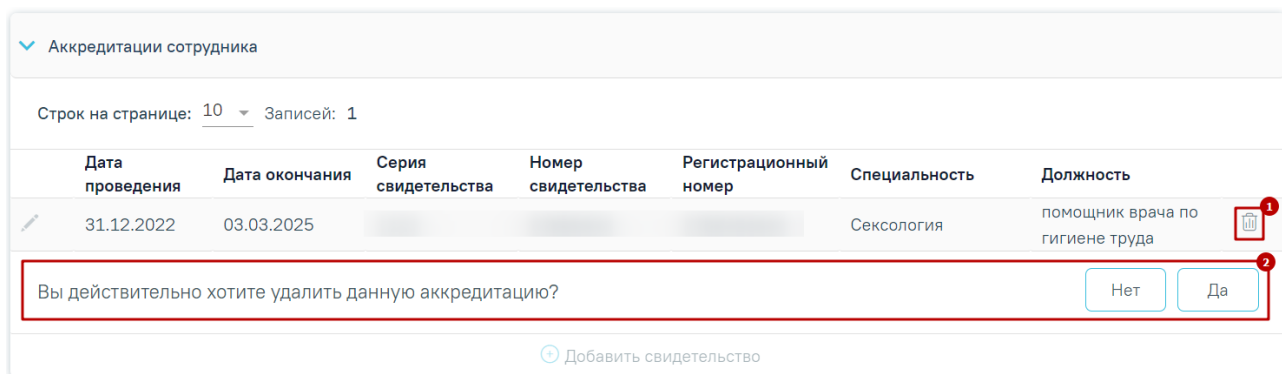 Аккредитации сотрудника
Строк на странице: 10 Записей: 1
Дата проведения Дата окончания Серия свидетельства Номер свидетельства Регистрационный номер Специальность Должность
31.12.2022 03.03.2025 Сексология помощник врача по гигиене труда
1
2
Вы действительно хотите удалить данную аккредитацию? Нет Да
Добавить свидетельство